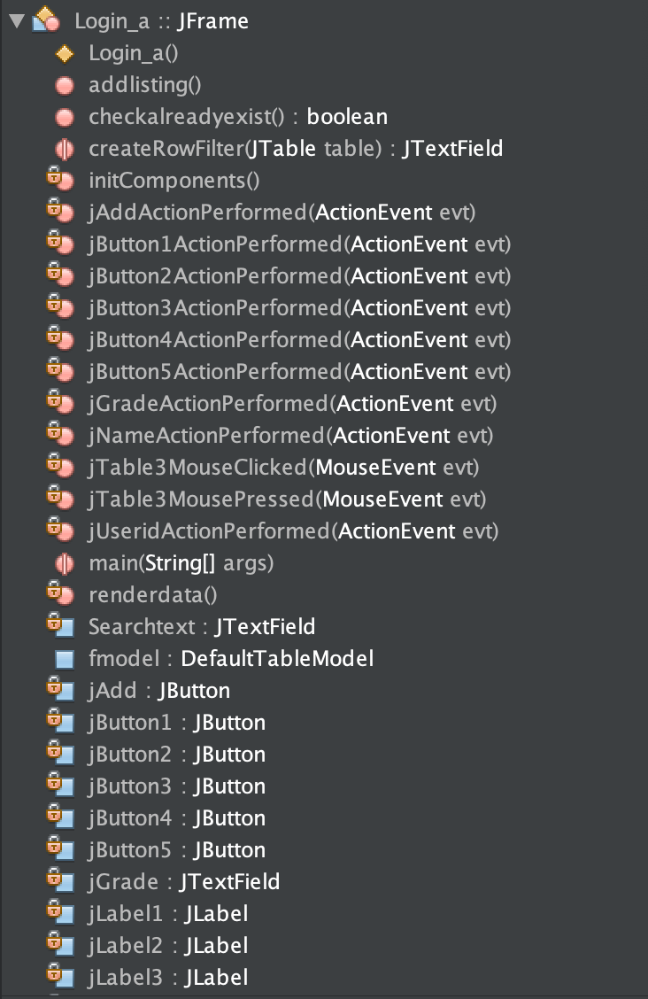 Login_a :: JFrame
Login_a()
addlisting()
checkalreadyexist() : boolean
createRowFilter(JTable table) : JTextField
initComponents()
jAddActionPerformed(ActionEvent evt)
jButton1ActionPerformed(ActionEvent evt)
jButton2ActionPerformed(ActionEvent evt)
jButton3ActionPerformed(ActionEvent evt)
jButton4ActionPerformed(ActionEvent evt)
jButton5ActionPerformed(ActionEvent evt)
jGradeActionPerformed(ActionEvent evt)
jNameActionPerformed(ActionEvent evt)
jTable3MouseClicked(MouseEvent evt)
jTable3MousePressed(MouseEvent evt)
jUseridActionPerformed(ActionEvent evt)
main(String[] args)
renderdata()
Searchtext : JTextField
fmodel : DefaultTableModel
jAdd : JButton
jButton1 : JButton
jButton2 : JButton
jButton3 : JButton
jButton4 : JButton
jButton5 : JButton
jGrade : JTextField
jLabel1 : JLabel
jLabel2 : JLabel
jLabel3 : JLabel